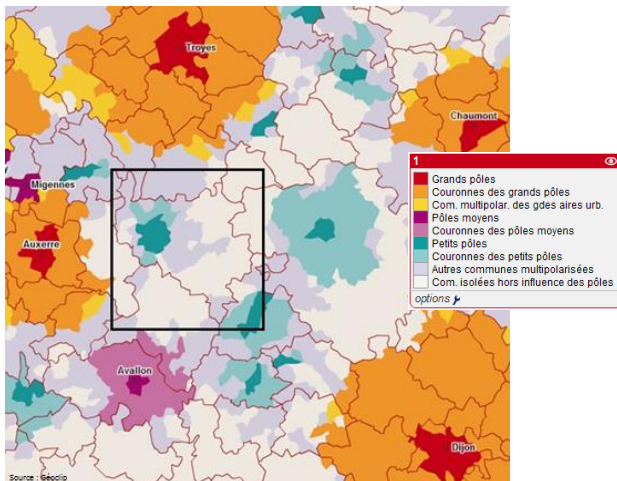 Troyes
Chaumont
Migennes
Auxerre
Avallon
Dijon
1
Grands pôles
Couronnes des grands pôles
Com. multipolar. des gdes aires urb.
Pôles moyens
Couronnes des pôles moyens
Petits pôles
Couronnes des petits pôles
Autres communes multipolarisées
Com. isolées hors influence des pôles
options
Source : Géoclip